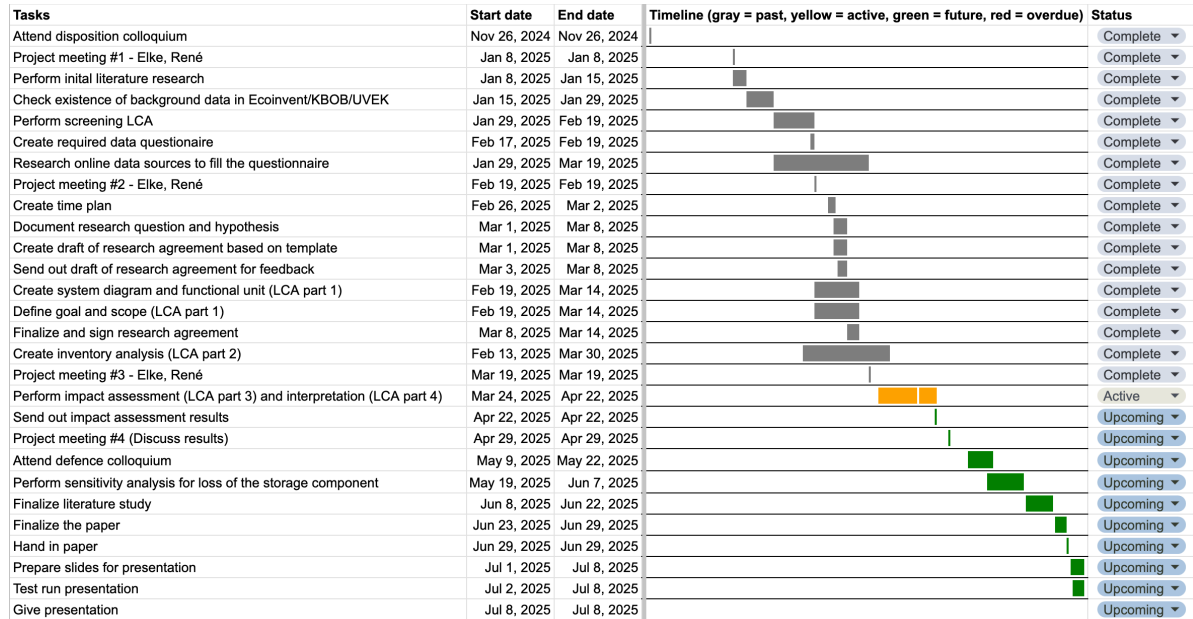 Tasks Start date End date Timeline (gray = past, yellow = active, green = future, red = overdue) Status
Attend disposition colloquium Nov 26, 2024 Nov 26, 2024 Complete
Project meeting #1 - Elke, René Jan 8, 2025 Jan 8, 2025 Complete
Perform inital literature research Jan 8, 2025 Jan 15, 2025 Complete
Check existence of background data in Ecoinvent/KBOB/UVEK Jan 15, 2025 Jan 29, 2025 Complete
Perform screening LCA Jan 29, 2025 Feb 19, 2025 Complete
Create required data questionaire Feb 17, 2025 Feb 19, 2025 Complete
Research online data sources to fill the questionnaire Jan 29, 2025 Mar 19, 2025 Complete
Project meeting #2 - Elke, René Feb 19, 2025 Feb 19, 2025 Complete
Create time plan Feb 26, 2025 Mar 2, 2025 Complete
Document research question and hypothesis Mar 1, 2025 Mar 8, 2025 Complete
Create draft of research agreement based on template Mar 1, 2025 Mar 8, 2025 Complete
Send out draft of research agreement for feedback Mar 3, 2025 Mar 8, 2025 Complete
Create system diagram and functional unit (LCA part 1) Feb 19, 2025 Mar 14, 2025 Complete
Define goal and scope (LCA part 1) Feb 19, 2025 Mar 14, 2025 Complete
Finalize and sign research agreement Mar 8, 2025 Mar 14, 2025 Complete
Create inventory analysis (LCA part 2) Feb 13, 2025 Mar 30, 2025 Complete
Project meeting #3 - Elke, René Mar 19, 2025 Mar 19, 2025 Complete
Perform impact assessment (LCA part 3) and interpretation (LCA part 4) Mar 24, 2025 Apr 22, 2025 Active
Send out impact assessment results Apr 22, 2025 Apr 22, 2025 Upcoming
Project meeting #4 (Discuss results) Apr 29, 2025 Apr 29, 2025 Upcoming
Attend defence colloquium May 9, 2025 May 22, 2025 Upcoming
Perform sensitivity analysis for loss of the storage component May 19, 2025 Jun 7, 2025 Upcoming
Finalize literature study Jun 8, 2025 Jun 22, 2025 Upcoming
Finalize the paper Jun 23, 2025 Jun 29, 2025 Upcoming
Hand in paper Jun 29, 2025 Jun 29, 2025 Upcoming
Prepare slides for presentation Jul 1, 2025 Jul 8, 2025 Upcoming
Test run presentation Jul 2, 2025 Jul 8, 2025 Upcoming
Give presentation Jul 8, 2025 Jul 8, 2025 Upcoming